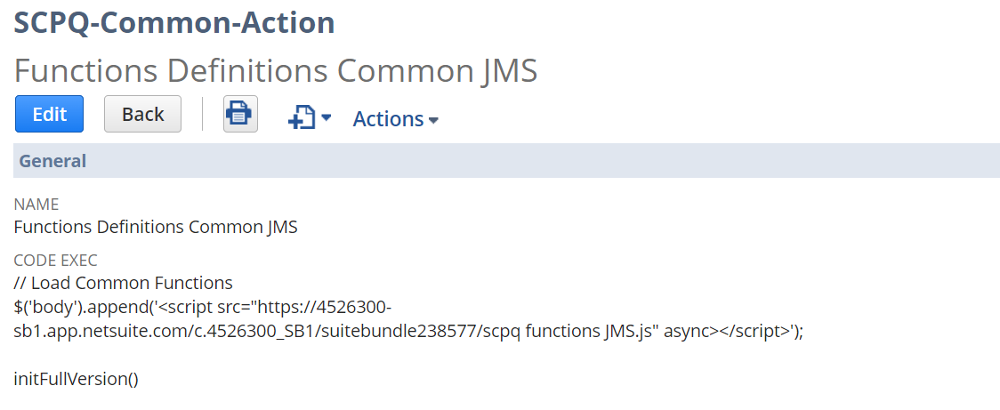 SCPQ-Common-Action
Functions Definitions Common JMS
Edit Back Actions
General
NAME
Functions Definitions Common JMS
CODE EXEC
// Load Common Functions
$('body').append('<script src="https://4526300-
sb1.app.netsuite.com/c.4526300_SB1/suitebundle238577/scpq functions JMS.js" async></script>');
initFullVersion()